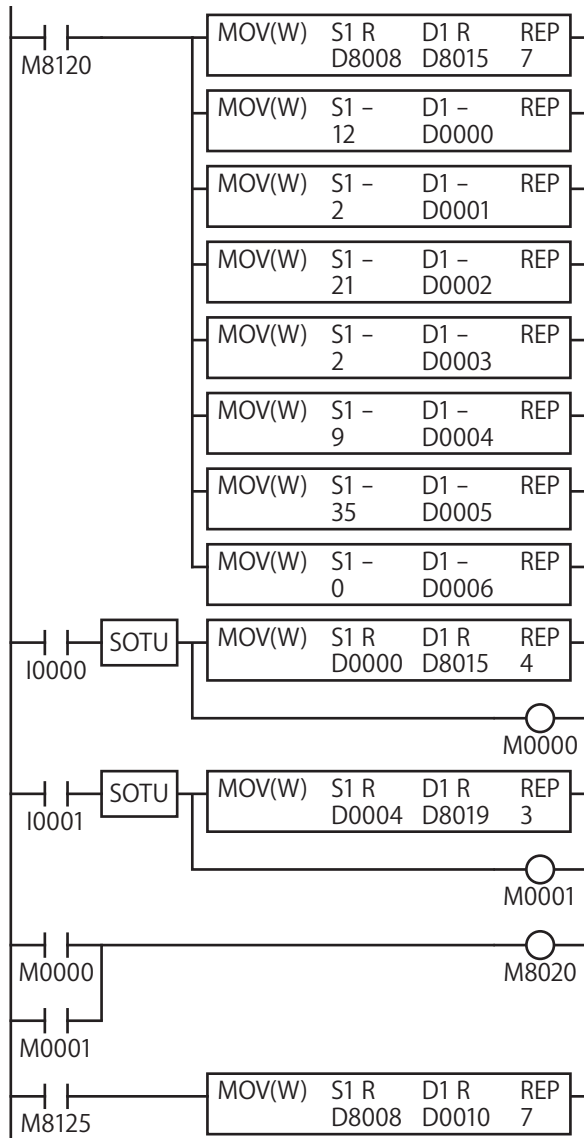 MOV(W) S1 R D1 R REP
D8008 D8015 7
M8120
MOV(W) S1 – D1 – REP
12 D0000
MOV(W) S1 – D1 – REP
2 D0001
MOV(W) S1 – D1 – REP
21 D0002
MOV(W) S1 – D1 – REP
2 D0003
MOV(W) S1 – D1 – REP
9 D0004
MOV(W) S1 – D1 – REP
35 D0005
MOV(W) S1 – D1 – REP
0 D0006
SOTU MOV(W) S1 R D1 R REP
I0000 D0000 D8015 4
M0000
SOTU MOV(W) S1 R D1 R REP
I0001 D0004 D8019 3
M0001
M0000 M8020
M0001
MOV(W) S1 R D1 R REP
M8125 D8008 D0010 7